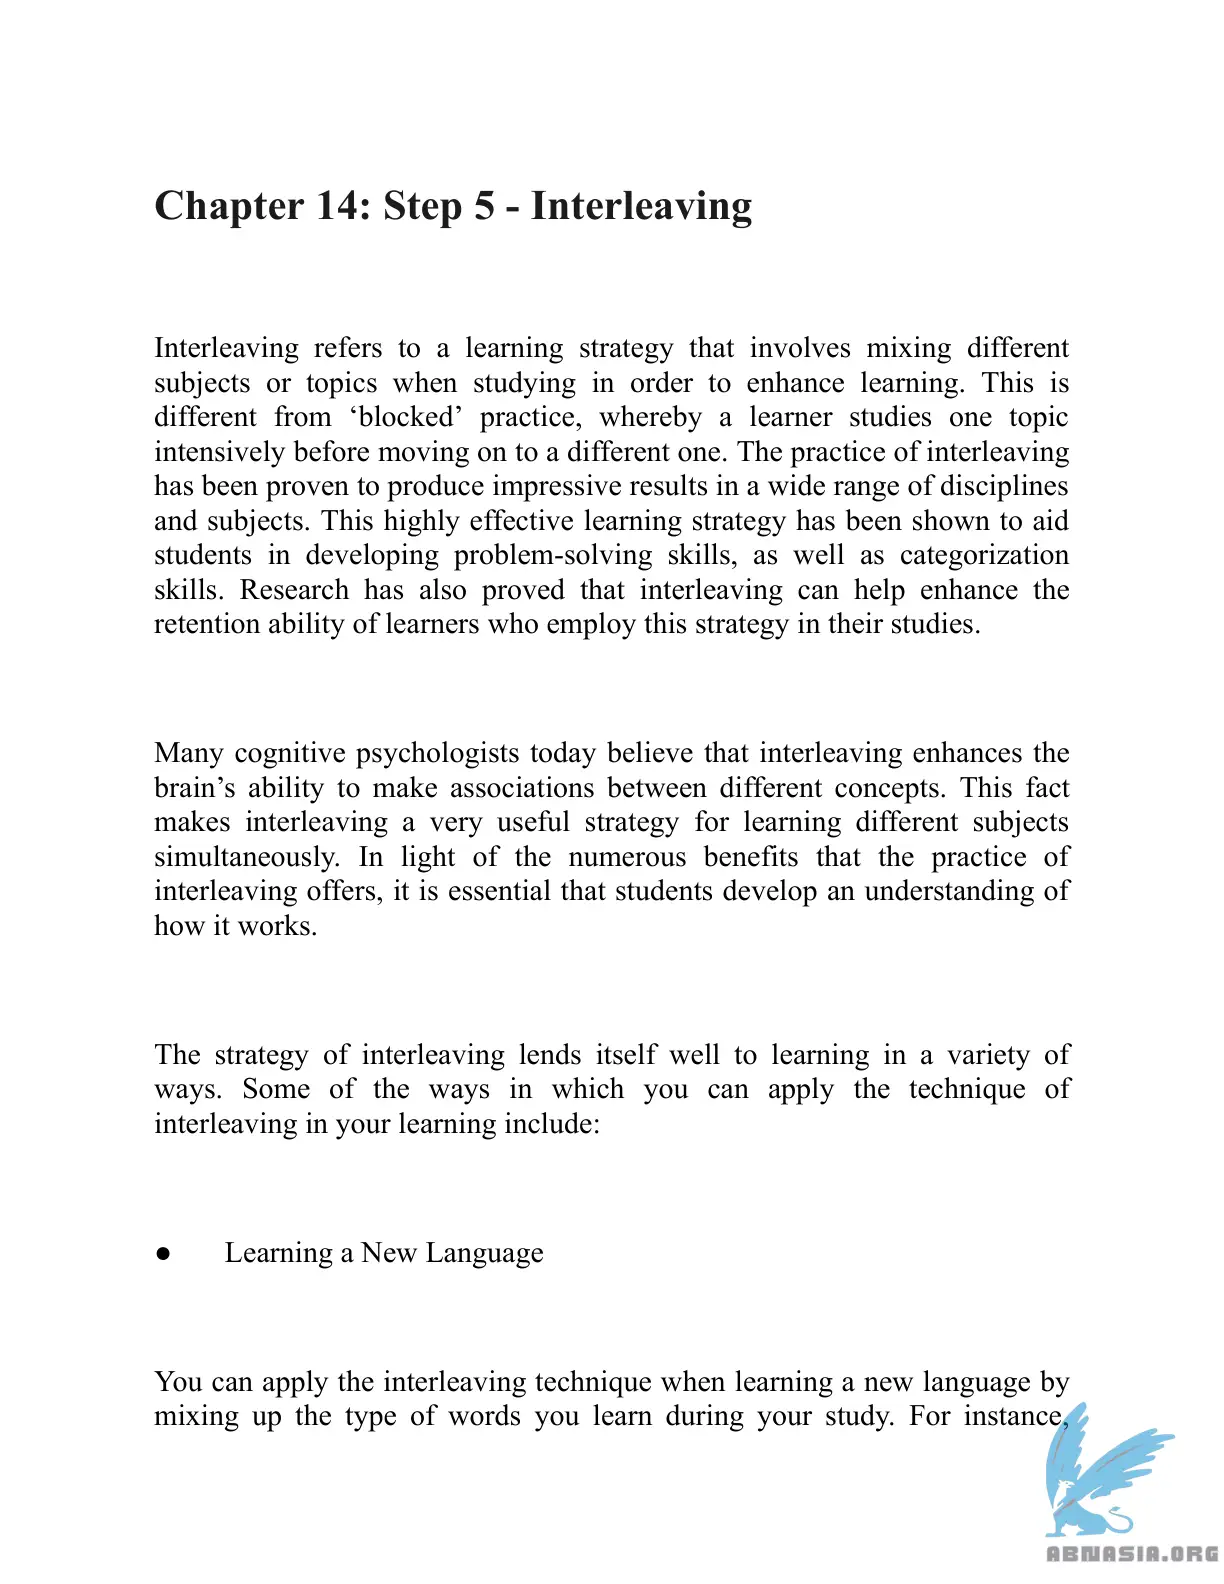 Chapter 14: Step 5 - Interleaving
Interleaving refers to a learning strategy that involves mixing different
subjects or topics when studying in order to enhance learning. This is
different from ‘blocked’ practice, whereby a learner studies one topic
intensively before moving on to a different one. The practice of interleaving
has been proven to produce impressive results in a wide range of disciplines
and subjects. This highly effective learning strategy has been shown to aid
students in developing problem-solving skills, as well as categorization
skills. Research has also proved that interleaving can help enhance the
retention ability of learners who employ this strategy in their studies.
Many cognitive psychologists today believe that interleaving enhances the
brain’s ability to make associations between different concepts. This fact
makes interleaving a very useful strategy for learning different subjects
simultaneously. In light of the numerous benefits that the practice of
interleaving offers, it is essential that students develop an understanding of
how it works.
The strategy of interleaving lends itself well to learning in a variety of
ways. Some of the ways in which you can apply the technique of
interleaving in your learning include:
● Learning a New Language
You can apply the interleaving technique when learning a new language by
mixing up the type of words you learn during your study. For instance,
ABNASIA.ORG